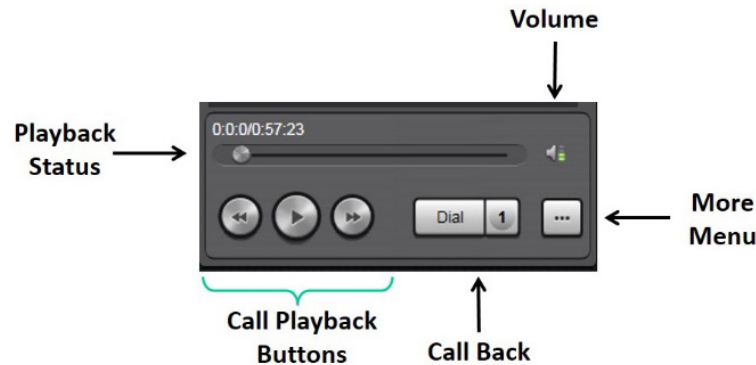 Volume
0:0:0/0:57:23
Playback
Status
Dial 1
More
Menu
Call Playback
Buttons
Call Back